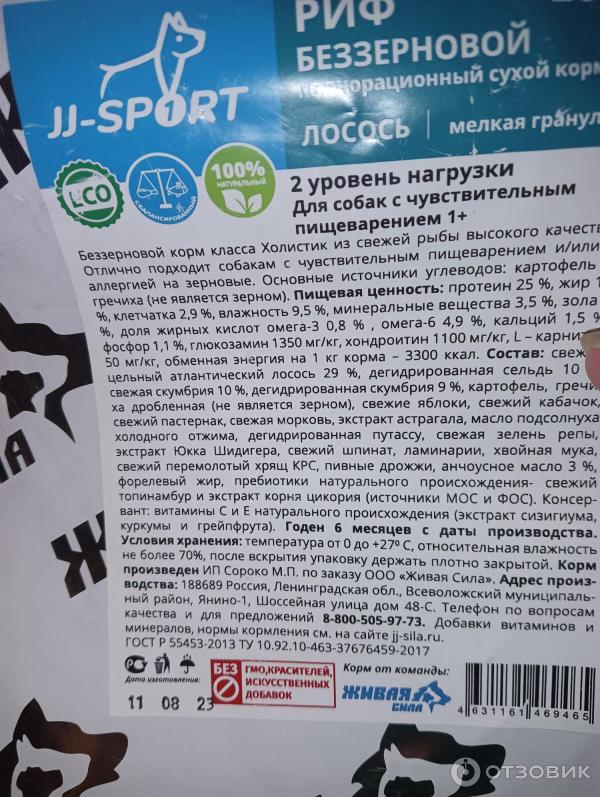 РИФ
БЕЗЗЕРНОВОЙ
сухой корм
JJ-SPORT
ЛОСОСЬ | мелкая гранул
LCO
СБАЛАНСИРОВАННЫЙ
100%
НАТУРАЛЬНЫЙ
2 уровень нагрузки
Для собак с чувствительным
пищеварением 1+
Беззерновой корм класса Холистик из свежей рыбы высокого качеств
Отлично подходит собакам с чувствительным пищеварением и/или
аллергией на зерновые. Основные источники углеводов: картофель
гречиха (не является зерном). Пищевая ценность: протеин 25 %, жир 1
%, клетчатка 2,9 %, влажность 9,5 %, минеральные вещества 3,5 %, зола
%, доля жирных кислот омега-3 0,8 % , омега-6 4,9 %, кальций 1,5 %
фосфор 1,1 %, глюкозамин 1350 мг/кг, хондроитин 1100 мг/кг, L – карни
50 мг/кг, обменная энергия на 1 кг корма – 3300 ккал. Состав: свеж
цельный атлантический лосось 29 %, дегидрированная сельдь 10
свежая скумбрия 10 %, дегидрированная скумбрия 9 %, картофель, гречи
ха дробленная (не является зерном), свежие яблоки, свежий кабачок,
свежий пастернак, свежая морковь, экстракт астрагала, масло подсолнуха
холодного отжима, дегидрированная путассу, свежая зелень репы,
экстракт Юкка Шидигера, свежий шпинат, ламинарии, хвойная мука,
свежий перемолотый хрящ КРС, пивные дрожжи, анчоусное масло 3 %,
форелевый жир, пребиотики натурального происхождения- свежий
топинамбур и экстракт корня цикория (источники МОС и ФОС). Консер-
вант: витамины С и Е натурального происхождения (экстракт сизигиума,
куркумы и грейпфрута). Годен 6 месяцев с даты производства.
Условия хранения: температура от 0 до +27⁰ С, относительная влажность
не более 70%, после вскрытия упаковку держать плотно закрытой. Корм
произведен ИП Сороко М.П. по заказу ООО «Живая Сила». Адрес произ-
водства: 188689 Россия, Ленинградская обл., Всеволожский муниципаль-
ный район, Янино-1, Шоссейная улица дом 48-С. Телефон по вопросам
качества и для предложений 8-800-505-97-73. Добавки витамины и
минералов, нормы кормления см. на сайте jj-sila.ru
ГОСТ Р 55453-2013 ТУ 10.92.10-463-37676459-2017
Дата изготовления:
11 08 23
БЕЗ ГМО,КРАСИТЕЛЕЙ,
ИСКУССТВЕННЫХ
ДОБАВОК
Корм от команды:
ЖИВАЯ
СИЛА
4 631161 469465
ОТЗОВИК